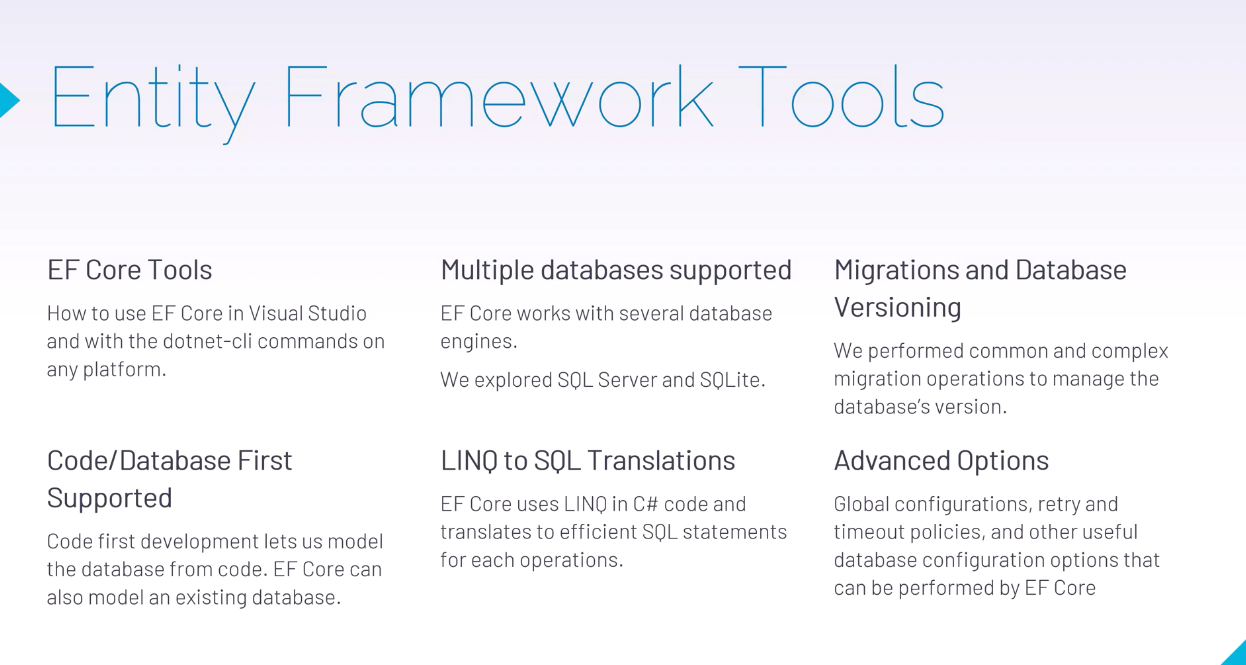 Entity Framework Tools
EF Core Tools
How to use EF Core in Visual Studio
and with the dotnet-cli commands on
any platform.
Multiple databases supported
EF Core works with several database
engines.
We explored SQL Server and SQLite.
Migrations and Database
Versioning
We performed common and complex
migration operations to manage the
database's version.
Code/Database First
Supported
Code first development lets us model
the database from code. EF Core can
also model an existing database.
LINQ to SQL Translations
EF Core uses LINQ in C# code and
translates to efficient SQL statements
for each operations.
Advanced Options
Global configurations, retry and
timeout policies, and other useful
database configuration options that
can be performed by EF Core